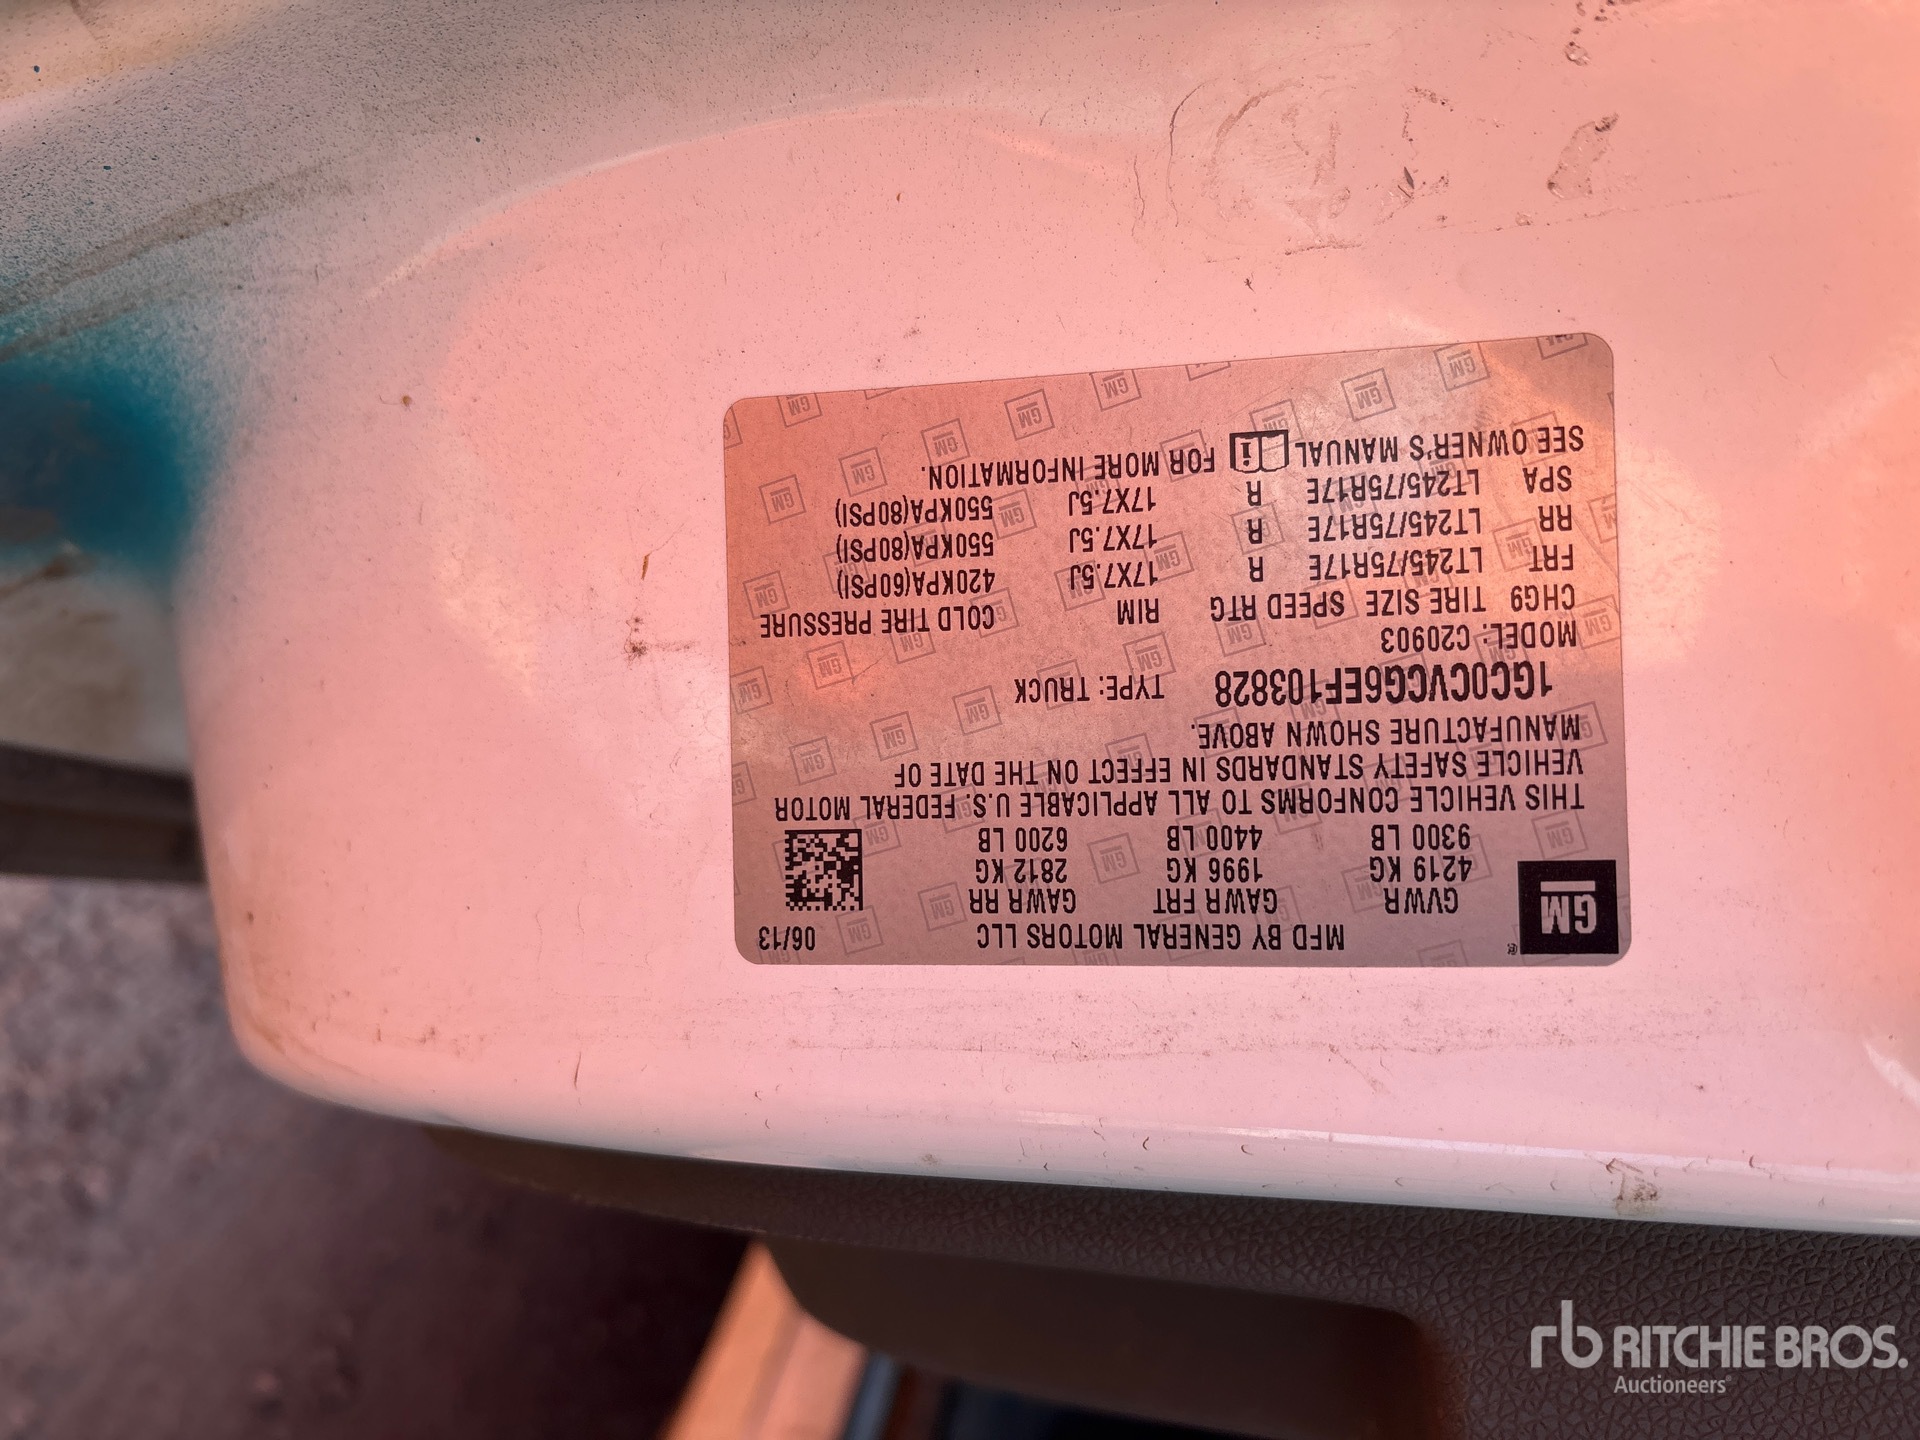 GM
MFD BY GENERAL MOTORS LLC 06/13
GVWR GAWR FRT GAWR RR
4219 KG 1996 KG 2812 KG
9300 LB 4400 LB 6200 LB
THIS VEHICLE CONFORMS TO ALL APPLICABLE U.S. FEDERAL MOTOR
VEHICLE SAFETY STANDARDS IN EFFECT ON THE DATE OF
MANUFACTURE SHOWN ABOVE.
1GC0CVCG6EF103828 TYPE: TRUCK
MODEL: C20903
CHG9 TIRE SIZE SPEED RTG RIM COLD TIRE PRESSURE
FRT LT245/75R17E R 17X7.5J 420KPA(60PSI)
RR LT245/75R17E R 17X7.5J 550KPA(80PSI)
SPA LT245/75R17E R 17X7.5J 550KPA(80PSI)
SEE OWNER'S MANUAL FOR MORE INFORMATION.
rb RITCHIE BROS.
Auctioneers